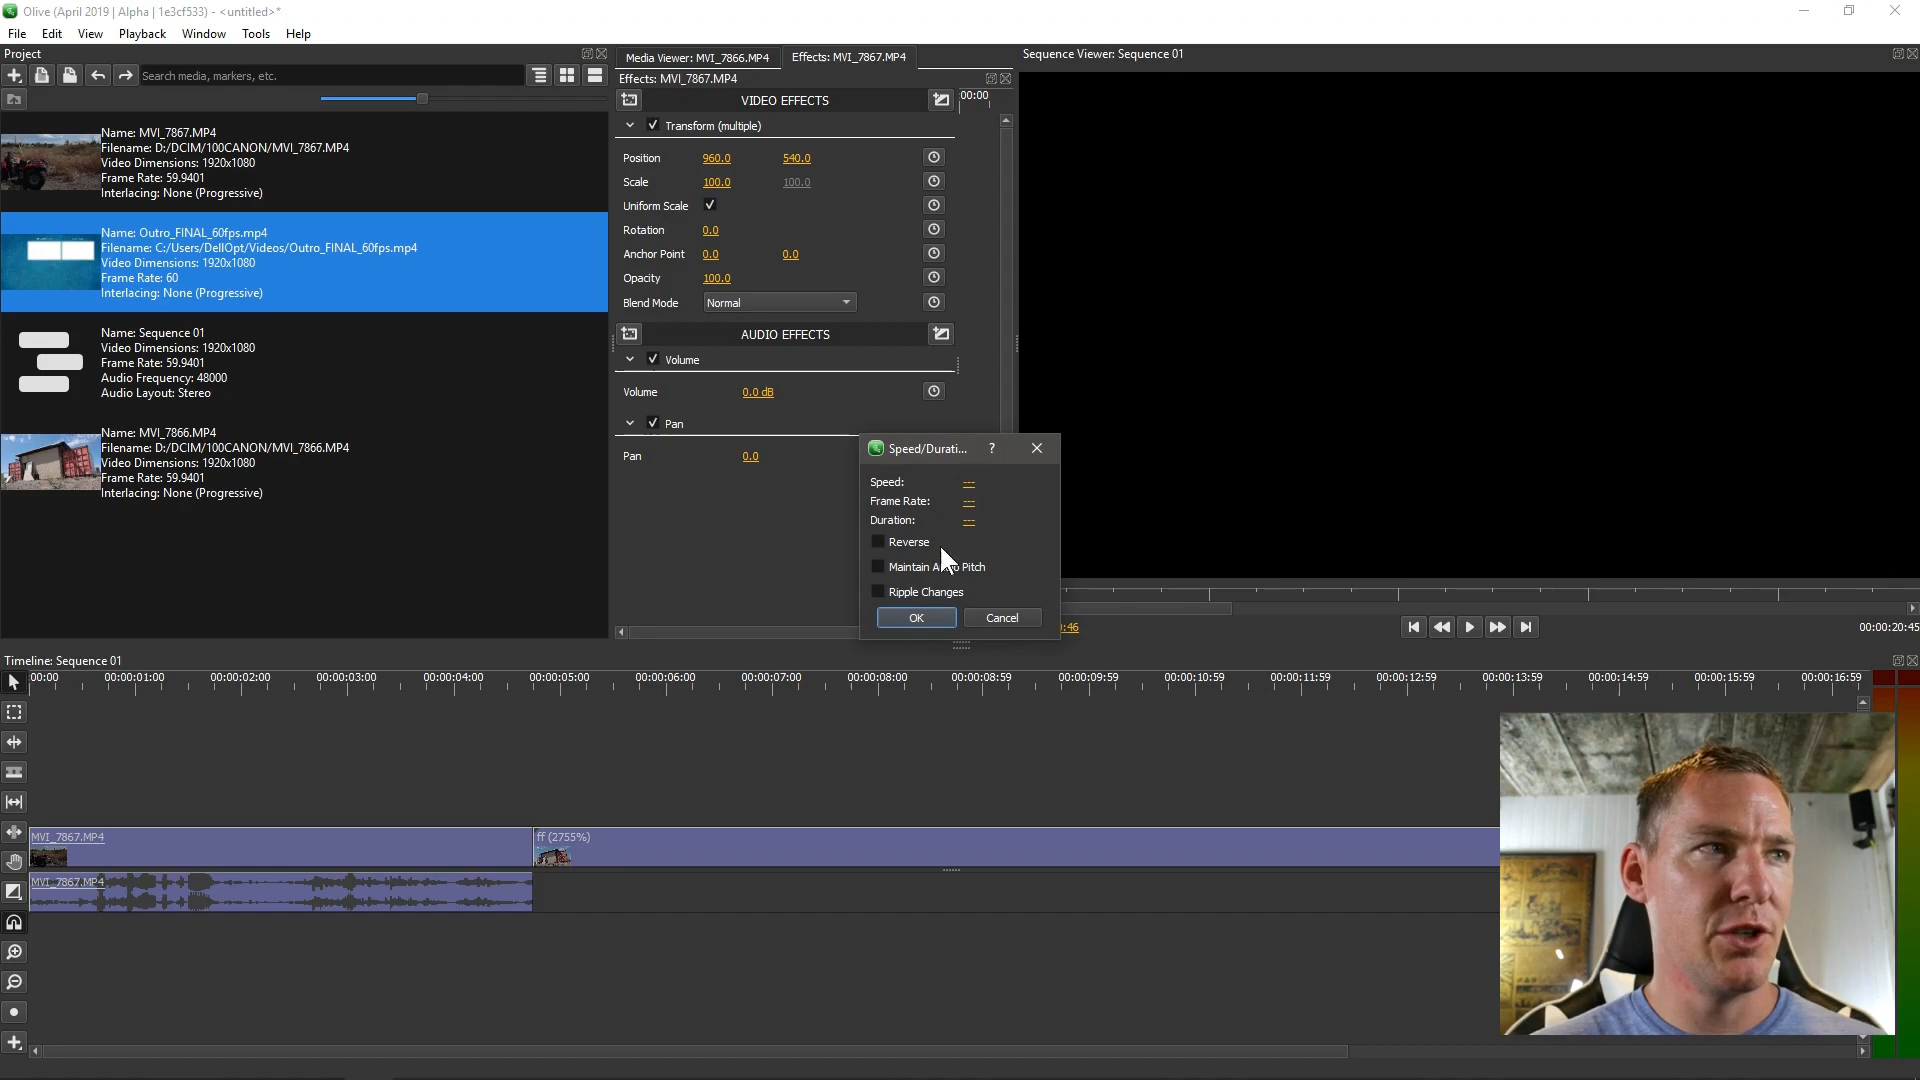 Olive (April 2019 | Alpha | 1e3cf533) - <untitled>*
File Edit View Playback Window Tools Help
Project
Search media, markers, etc.
Name: MVI_7867.MP4
Filename: D:/DCIM/100CANON/MVI_7867.MP4
Video Dimensions: 1920x1080
Frame Rate: 59.9401
Interlacing: None (Progressive)
Name: Outro_FINAL_60fps.mp4
Filename: C:/Users/DellOpt/Videos/Outro_FINAL_60fps.mp4
Video Dimensions: 1920x1080
Frame Rate: 60
Interlacing: None (Progressive)
Name: Sequence 01
Video Dimensions: 1920x1080
Frame Rate: 59.9401
Audio Frequency: 48000
Audio Layout: Stereo
Name: MVI_7866.MP4
Filename: D:/DCIM/100CANON/MVI_7866.MP4
Video Dimensions: 1920x1080
Frame Rate: 59.9401
Interlacing: None (Progressive)
Media Viewer: MVI_7866.MP4 Effects: MVI_7867.MP4
Effects: MVI_7867.MP4
VIDEO EFFECTS :00:00
Transform (multiple)
Position 960.0 540.0
Scale 100.0 100.0
Uniform Scale
Rotation 0.0
Anchor Point 0.0 0.0
Opacity 100.0
Blend Mode Normal
AUDIO EFFECTS
Volume
Volume 0.0 dB
Pan
Pan 0.0
Sequence Viewer: Sequence 01
Speed/Durati... ?
Speed: ---
Frame Rate: ---
Duration: ---
Reverse
Maintain Pitch
Ripple Changes
OK Cancel
:46
00:00:20:45
Timeline: Sequence 01
00:00 00:00:01:00 00:00:02:00 00:00:03:00 00:00:04:00 00:00:05:00 00:00:06:00 00:00:07:00 00:00:08:00 00:00:08:59 00:00:09:59 00:00:10:59 00:00:11:59 00:00:12:59 00:00:13:59 00:00:14:59 00:00:15:59 00:00:16:59
MVI_7867.MP4 ff (2755%)
MVI_7867.MP4